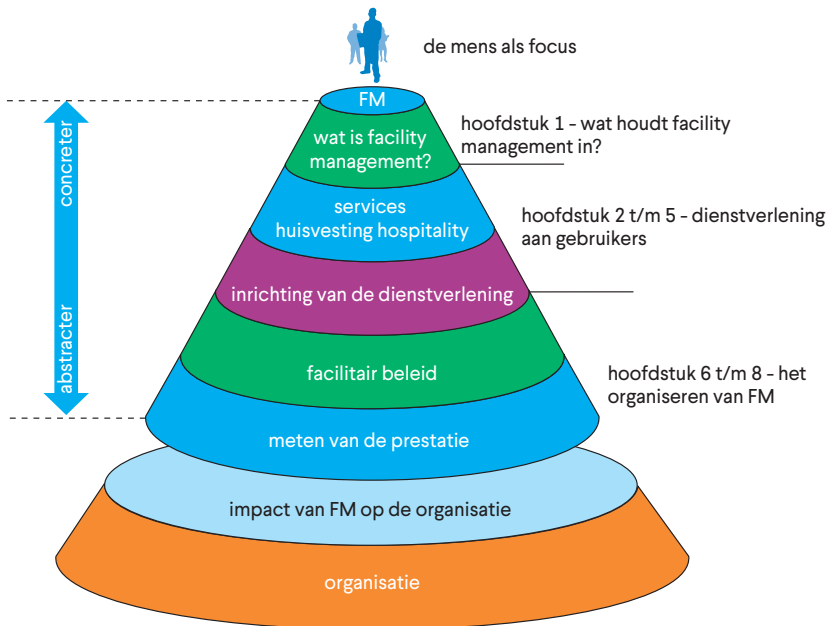 de mens als focus
FM
concreter
abstracter
wat is facility
management?
hoofdstuk 1 - wat houdt facility
management in?
services
huisvesting hospitality
hoofdstuk 2 t/m 5 - dienstverlening
aan gebruikers
inrichting van de dienstverlening
facilitair beleid
hoofdstuk 6 t/m 8 - het
organiseren van FM
meten van de prestatie
impact van FM op de organisatie
organisatie